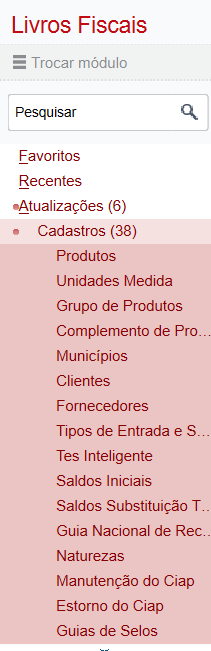 Livros Fiscais
Trocar módulo
Pesquisar
Favoritos
Recentes
Atualizações (6)
Cadastros (38)
Produtos
Unidades Medida
Grupo de Produtos
Complemento de Pro...
Municípios
Clientes
Fornecedores
Tipos de Entrada e S...
Tes Inteligente
Saldos Iniciais
Saldos Substituição T...
Guia Nacional de Rec...
Naturezas
Manutenção do Ciap
Estorno do Ciap
Guias de Selos